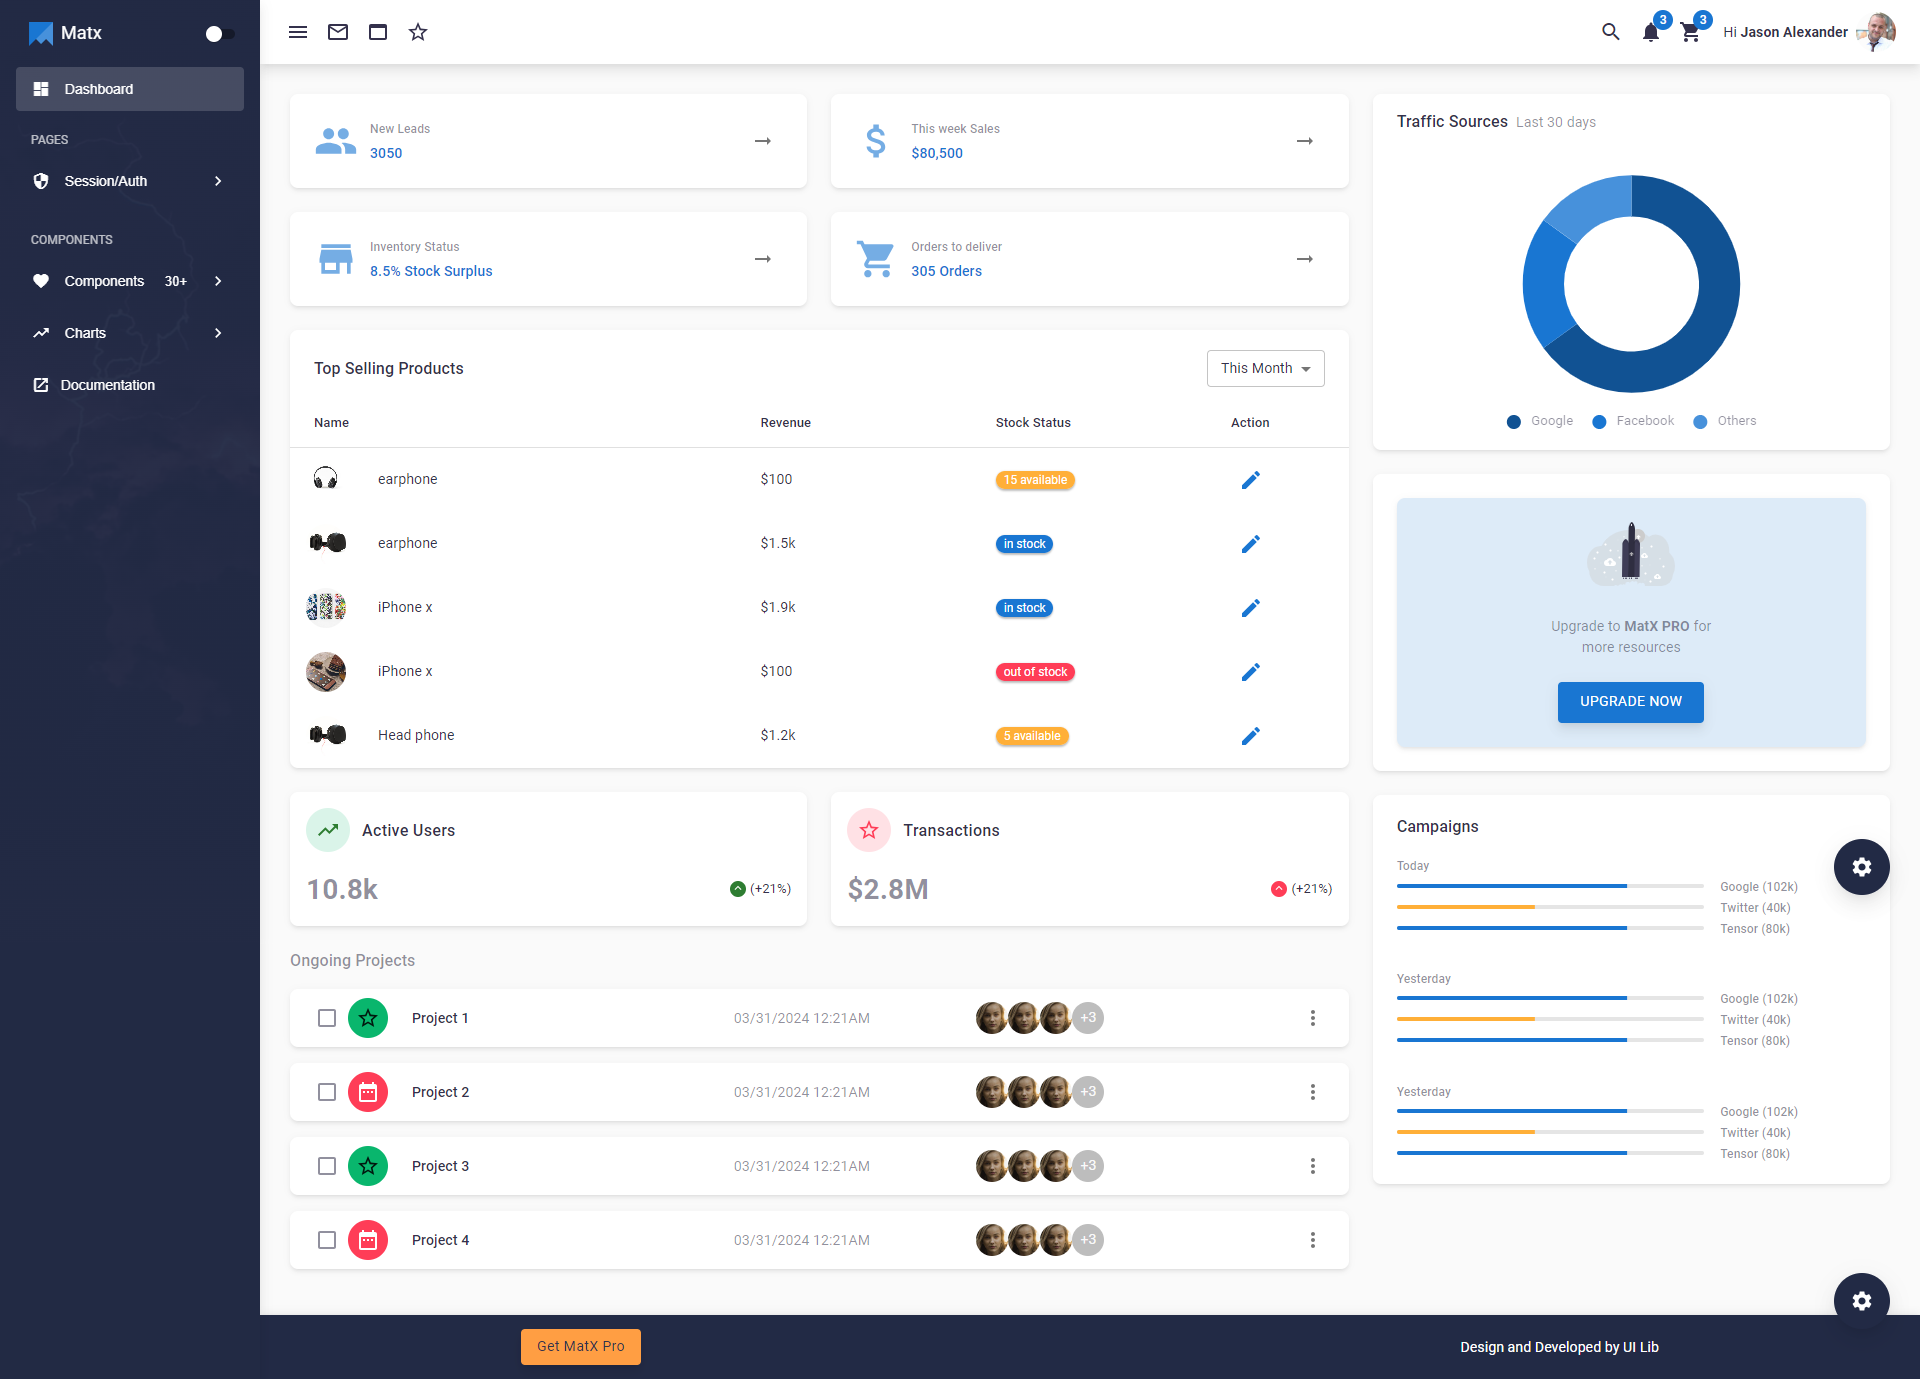 Matx
Dashboard
PAGES
Session/Auth
COMPONENTS
Components 30+
Charts
Documentation
3
3
Hi Jason Alexander
New Leads
3050
This week Sales
$80,500
Inventory Status
8.5% Stock Surplus
Orders to deliver
305 Orders
Top Selling Products
This Month
Name Revenue Stock Status Action
earphone $100 15 available
earphone $1.5k in stock
iPhone x $1.9k in stock
iPhone x $100 out of stock
Head phone $1.2k 5 available
Active Users
10.8k (+21%)
Transactions
$2.8M (+21%)
Ongoing Projects
Project 1 03/31/2024 12:21AM +3
Project 2 03/31/2024 12:21AM +3
Project 3 03/31/2024 12:21AM +3
Project 4 03/31/2024 12:21AM +3
Traffic Sources Last 30 days
Google Facebook Others
Upgrade to MatX PRO for
more resources
UPGRADE NOW
Campaigns
Today
Google (102k)
Twitter (40k)
Tensor (80k)
Yesterday
Google (102k)
Twitter (40k)
Tensor (80k)
Yesterday
Google (102k)
Twitter (40k)
Tensor (80k)
Get MatX Pro
Design and Developed by UI Lib